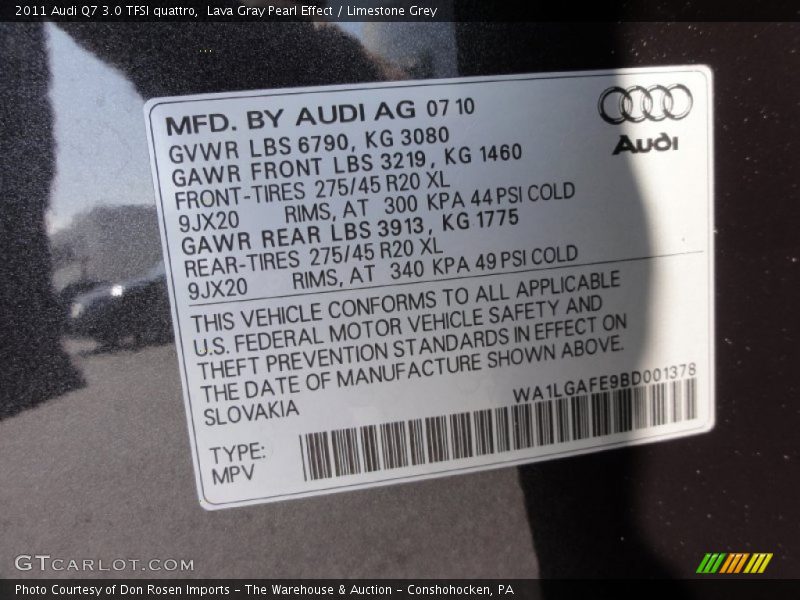 2011 Audi Q7 3.0 TFSI quattro,  Lava Gray Pearl Effect / Limestone Grey
MFD. BY AUDI AG 07 10
GVWR LBS 6790, KG 3080
GAWR FRONT LBS 3219, KG 1460
FRONT-TIRES 275/45 R20 XL
9JX20 RIMS, AT 300 KPA 44 PSI COLD
GAWR REAR LBS 3913, KG 1775
REAR-TIRES 275/45 R20 XL
9JX20 RIMS, AT 340 KPA 49 PSI COLD
Audi
THIS VEHICLE CONFORMS TO ALL APPLICABLE
U.S. FEDERAL MOTOR VEHICLE SAFETY AND
THEFT PREVENTION STANDARDS IN EFFECT ON
THE DATE OF MANUFACTURE SHOWN ABOVE.
SLOVAKIA
WA1LGAFE9BD001378
TYPE:
MPV
GTCARLOT.COM
Photo Courtesy of Don Rosen Imports - The Warehouse & Auction - Conshohocken, PA